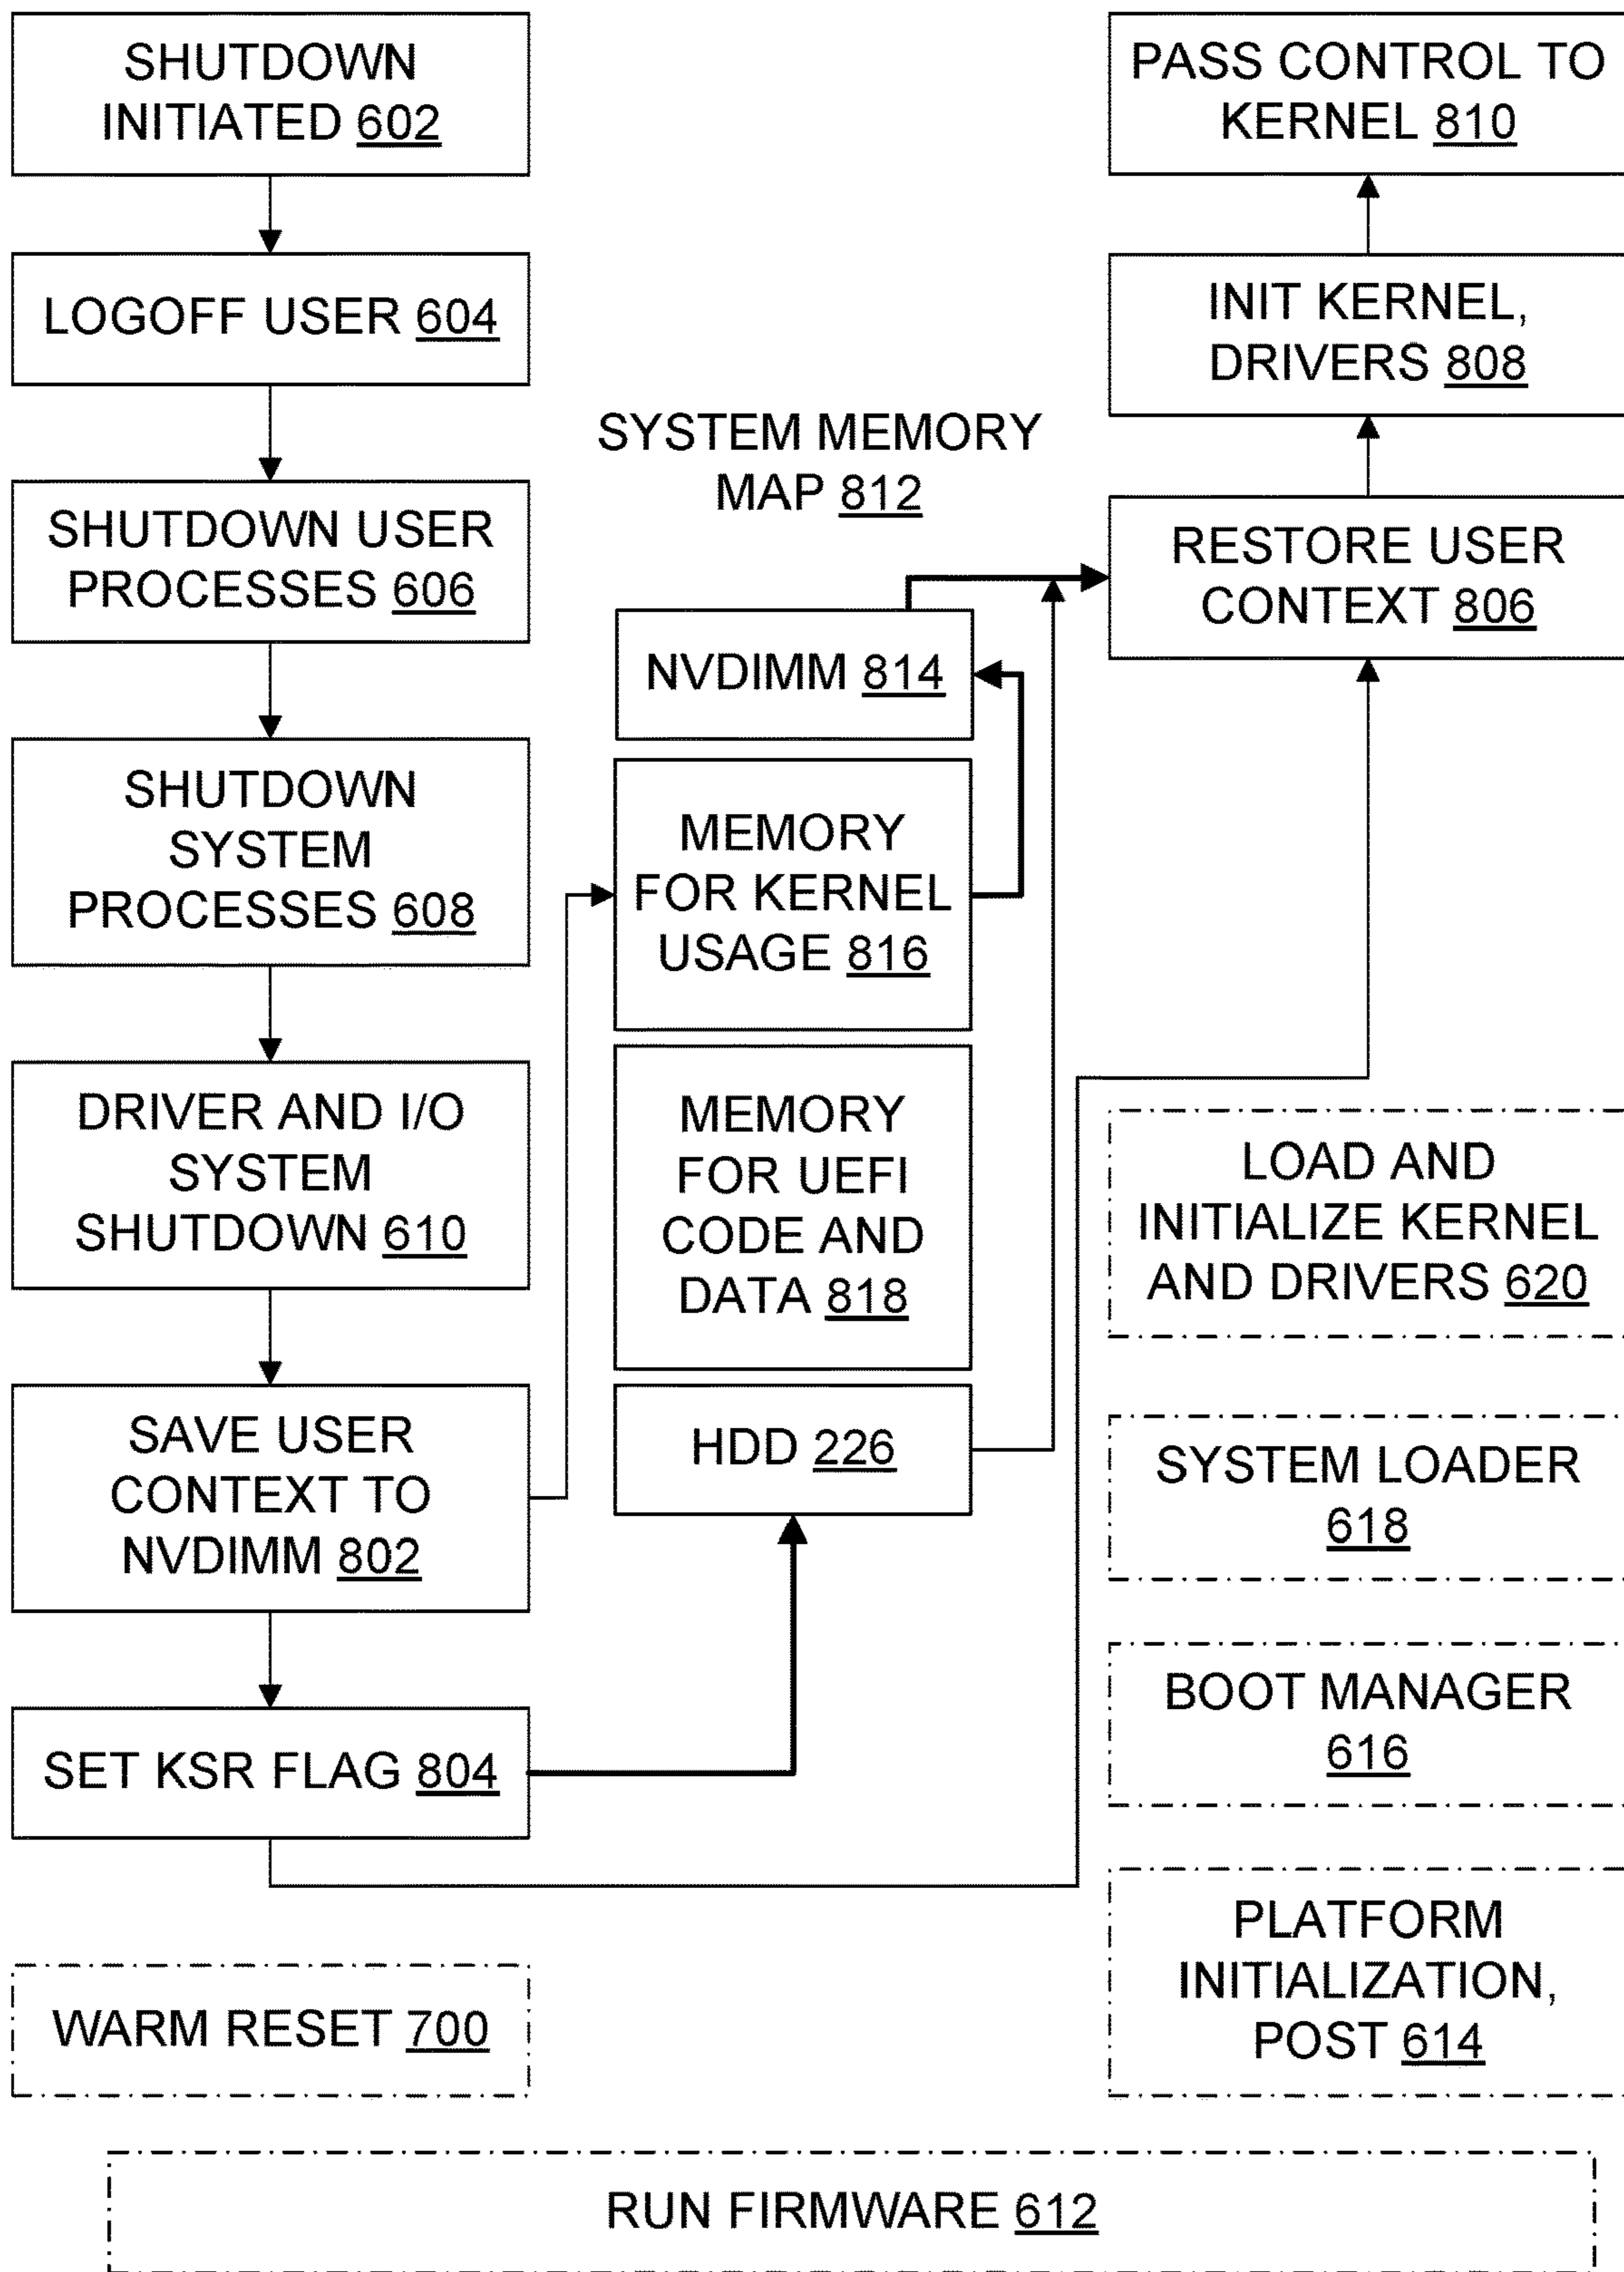 SHUTDOWN
INITIATED 602
LOGOFF USER 604
SHUTDOWN USER
PROCESSES 606
SHUTDOWN
SYSTEM
PROCESSES 608
DRIVER AND I/O
SYSTEM
SHUTDOWN 610
SAVE USER
CONTEXT TO
NVDIMM 802
SET KSR FLAG 804
WARM RESET 700
SYSTEM MEMORY
MAP 812
NVDIMM 814
MEMORY
FOR KERNEL
USAGE 816
MEMORY
FOR UEFI
CODE AND
DATA 818
HDD 226
PASS CONTROL TO
KERNEL 810
INIT KERNEL,
DRIVERS 808
RESTORE USER
CONTEXT 806
LOAD AND
INITIALIZE KERNEL
AND DRIVERS 620
SYSTEM LOADER
618
BOOT MANAGER
616
PLATFORM
INITIALIZATION,
POST 614
RUN FIRMWARE 612